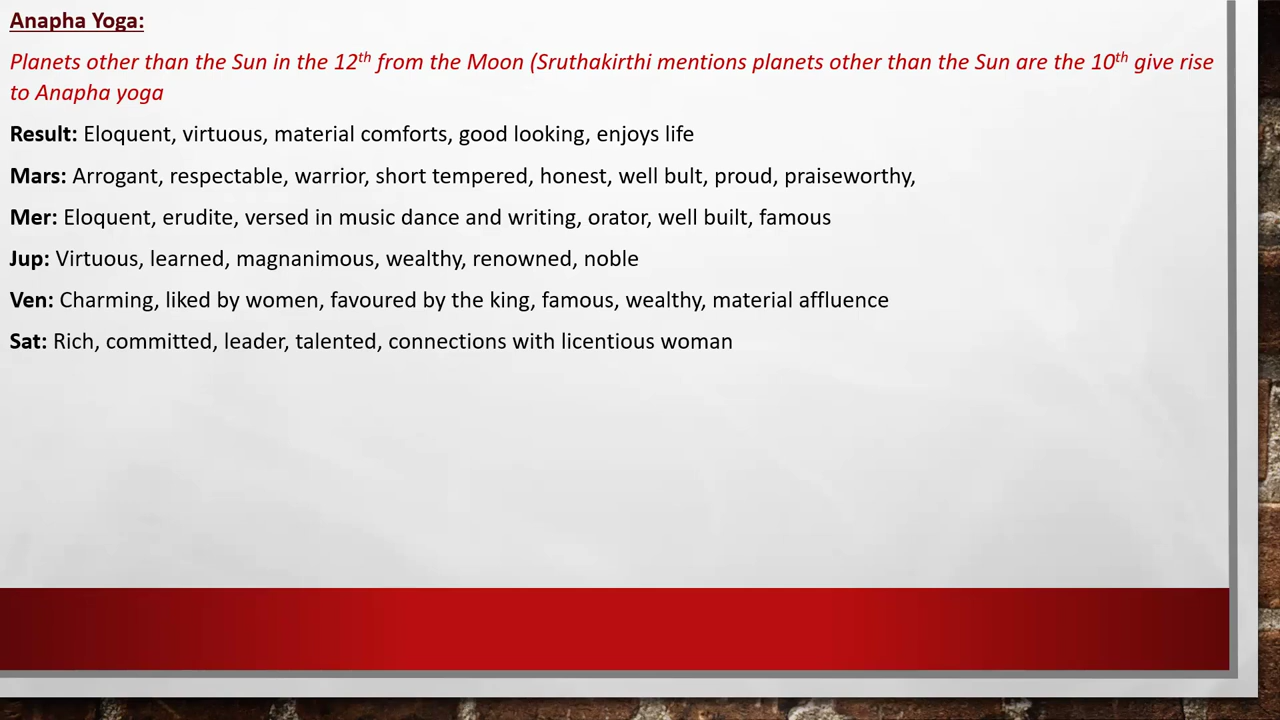 Anapha Yoga:
Planets other than the Sun in the 12th from the Moon (Sruthakirthi mentions planets other than the Sun are the 10th give rise
to Anapha yoga
Result: Eloquent, virtuous, material comforts, good looking, enjoys life
Mars: Arrogant, respectable, warrior, short tempered, honest, well bult, proud, praiseworthy,
Mer: Eloquent, erudite, versed in music dance and writing, orator, well built, famous
Jup: Virtuous, learned, magnanimous, wealthy, renowned, noble
Ven: Charming, liked by women, favoured by the king, famous, wealthy, material affluence
Sat: Rich, committed, leader, talented, connections with licentious woman